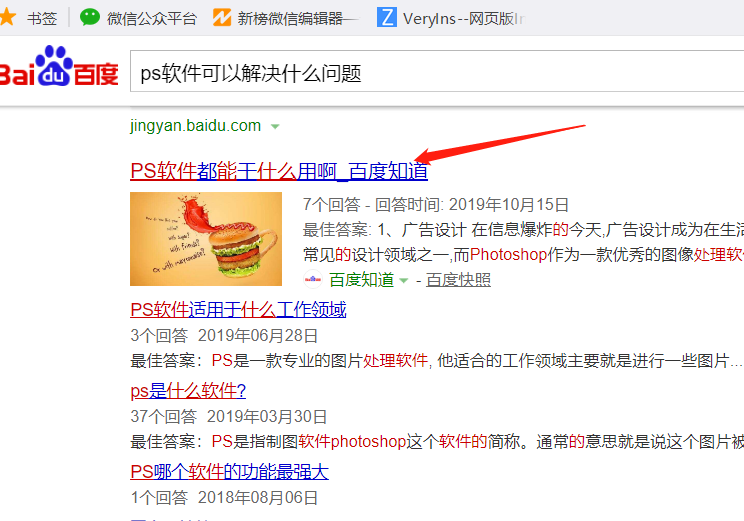 书签 微信公众平台 新榜微信编辑器— VeryIns--网页版In
Bai du 百度 ps软件可以解决什么问题
jingyan.baidu.com
PS软件都能干什么用啊_百度知道
7个回答 - 回答时间: 2019年10月15日
最佳答案: 1、广告设计 在信息爆炸的今天,广告设计成为在生活
常见的设计领域之一,而Photoshop作为一款优秀的图像处理软
百度知道 - 百度快照
PS软件适用于什么工作领域
3个回答 2019年06月28日
最佳答案：PS是一款专业的图片处理软件, 他适合的工作领域主要就是进行一些图片...
ps是什么软件?
37个回答 2019年03月30日
最佳答案：PS是指制图软件photoshop这个软件的简称。通常的意思就是说这个图片被
PS哪个软件的功能最强大
1个回答 2018年08月06日